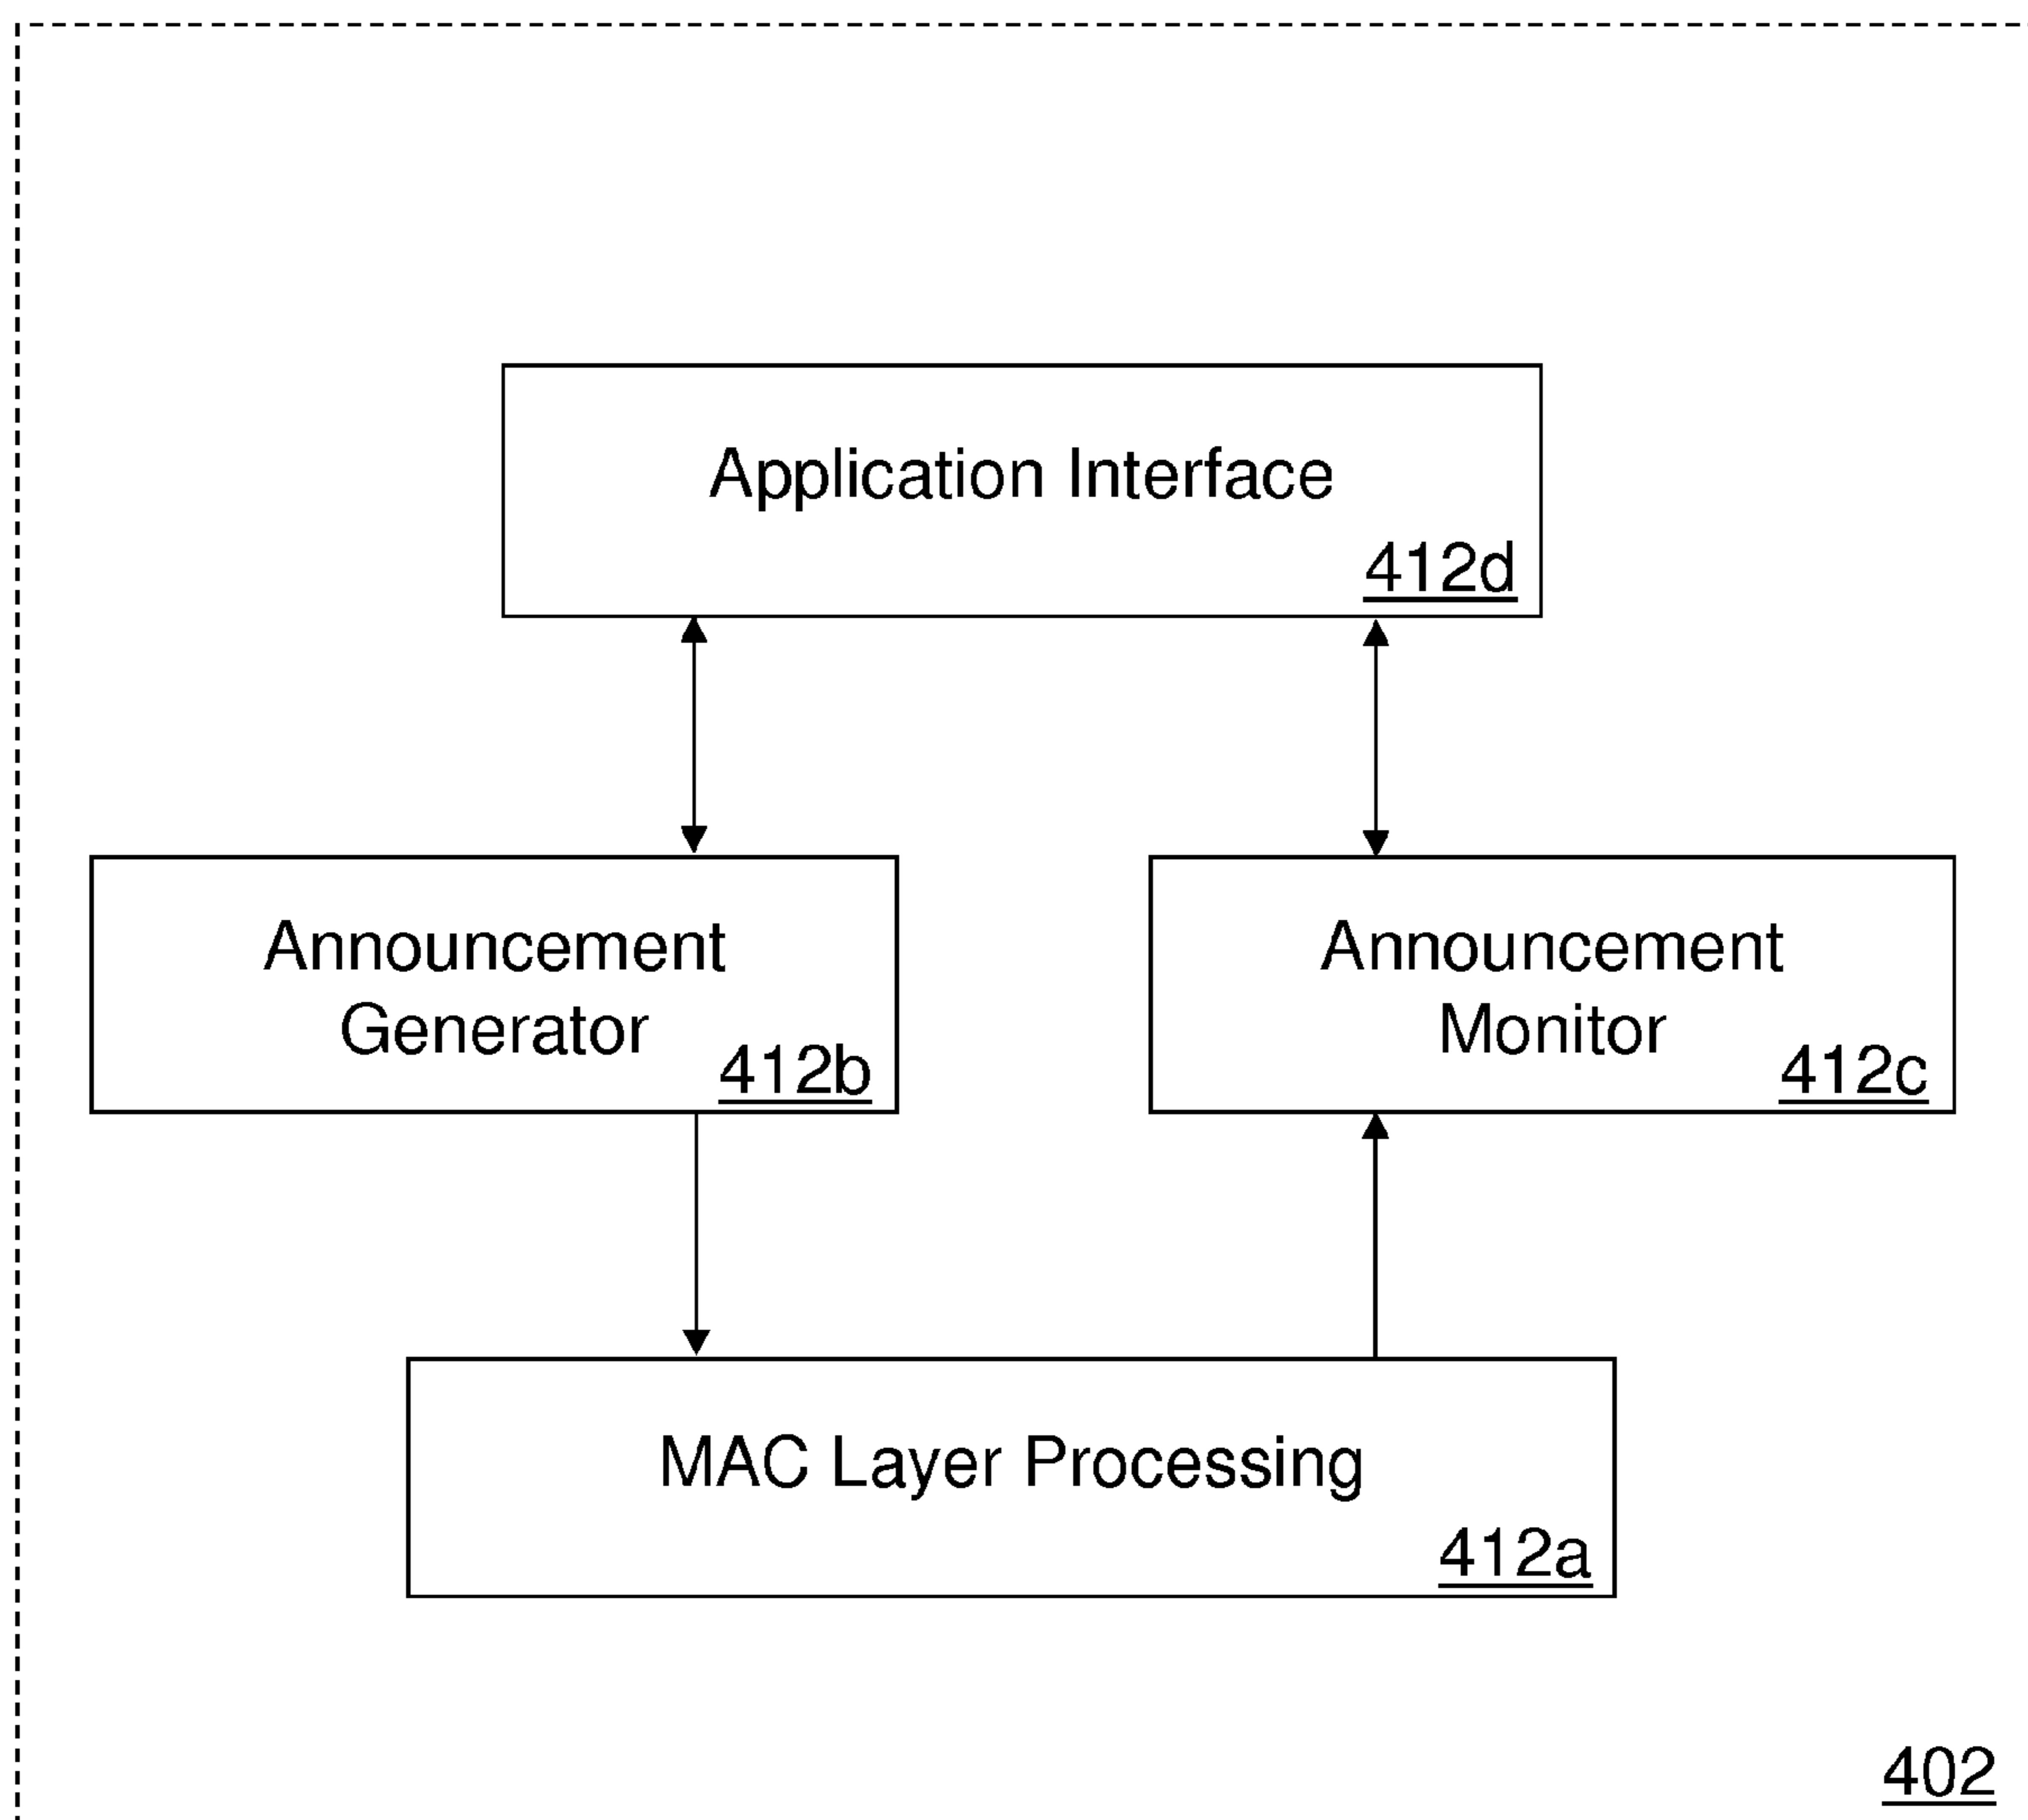 Application Interface
412d
Announcement
Generator
412b
Announcement
Monitor
412c
MAC Layer Processing
412a
402